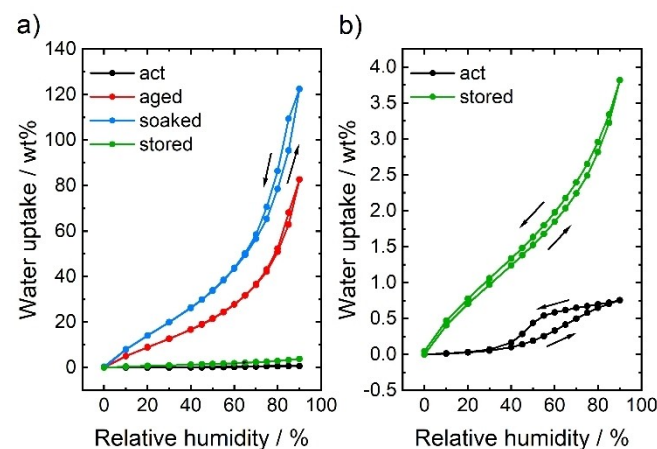 a)
Water uptake / wt%
140
120
100
80
60
40
20
0
act
aged
soaked
stored
0 20 40 60 80 100
Relative humidity / %
b)
Water uptake / wt%
4.0
3.5
3.0
2.5
2.0
1.5
1.0
0.5
0.0
-0.5
act
stored
0 20 40 60 80 100
Relative humidity / %